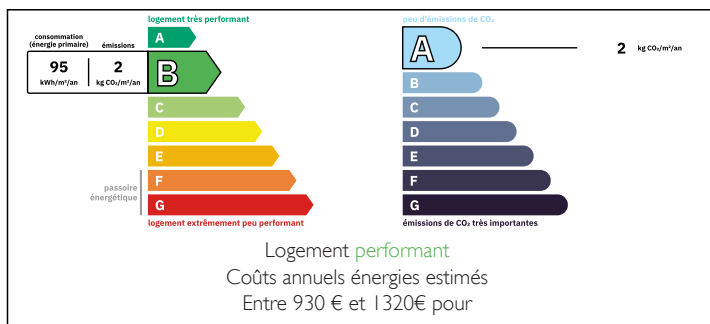 logement très performant
consommation
(énergie primaire)
émissions
95
kWh/m²/an
2
kg CO₂/m²/an
A
B
C
D
E
F
G
passoire
énergétique
logement extrêmement peu performant
peu d'émissions de CO₂
A
2 kg CO₂/m²/an
B
C
D
E
F
G
émissions de CO₂ très importantes
Logement performant
Coûts annuels énergies estimés
Entre 930 € et 1320€ pour